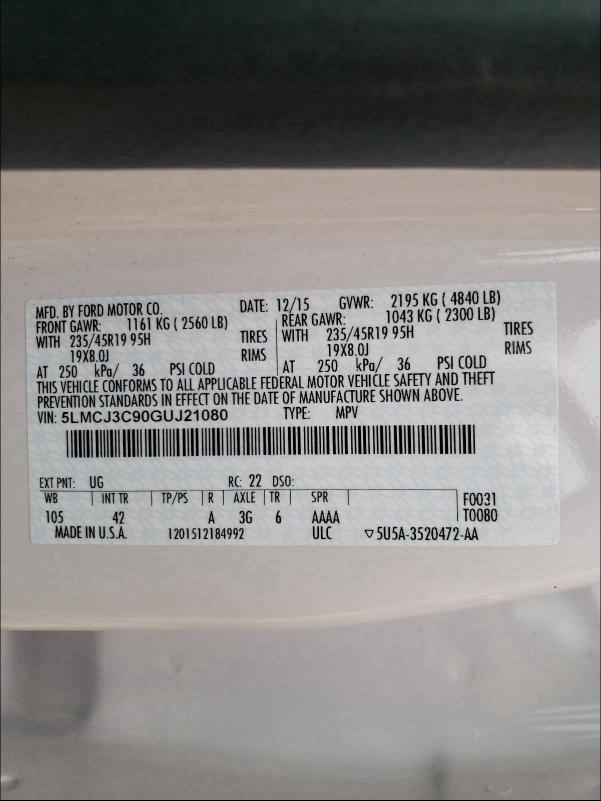 MFD. BY FORD MOTOR CO. DATE: 12/15 GVWR: 2195 KG ( 4840 LB)
FRONT GAWR: 1161 KG ( 2560 LB) REAR GAWR: 1043 KG ( 2300 LB)
WITH 235/45R19 95H TIRES WITH 235/45R19 95H TIRES
19X8.0J RIMS 19X8.0J RIMS
AT 250 kPa/ 36 PSI COLD AT 250 kPa/ 36 PSI COLD
THIS VEHICLE CONFORMS TO ALL APPLICABLE FEDERAL MOTOR VEHICLE SAFETY AND THEFT
PREVENTION STANDARDS IN EFFECT ON THE DATE OF MANUFACTURE SHOWN ABOVE.
VIN: 5LMCJ3C90GUJ21080 TYPE: MPV
EXT PNT: UG RC: 22 DSO:
WB INT TR TP/PS R AXLE TR SPR F0031
105 42 A 3G 6 AAAA T0080
MADE IN U.S.A. 1201512184992 ULC ▽5U5A-3520472-AA